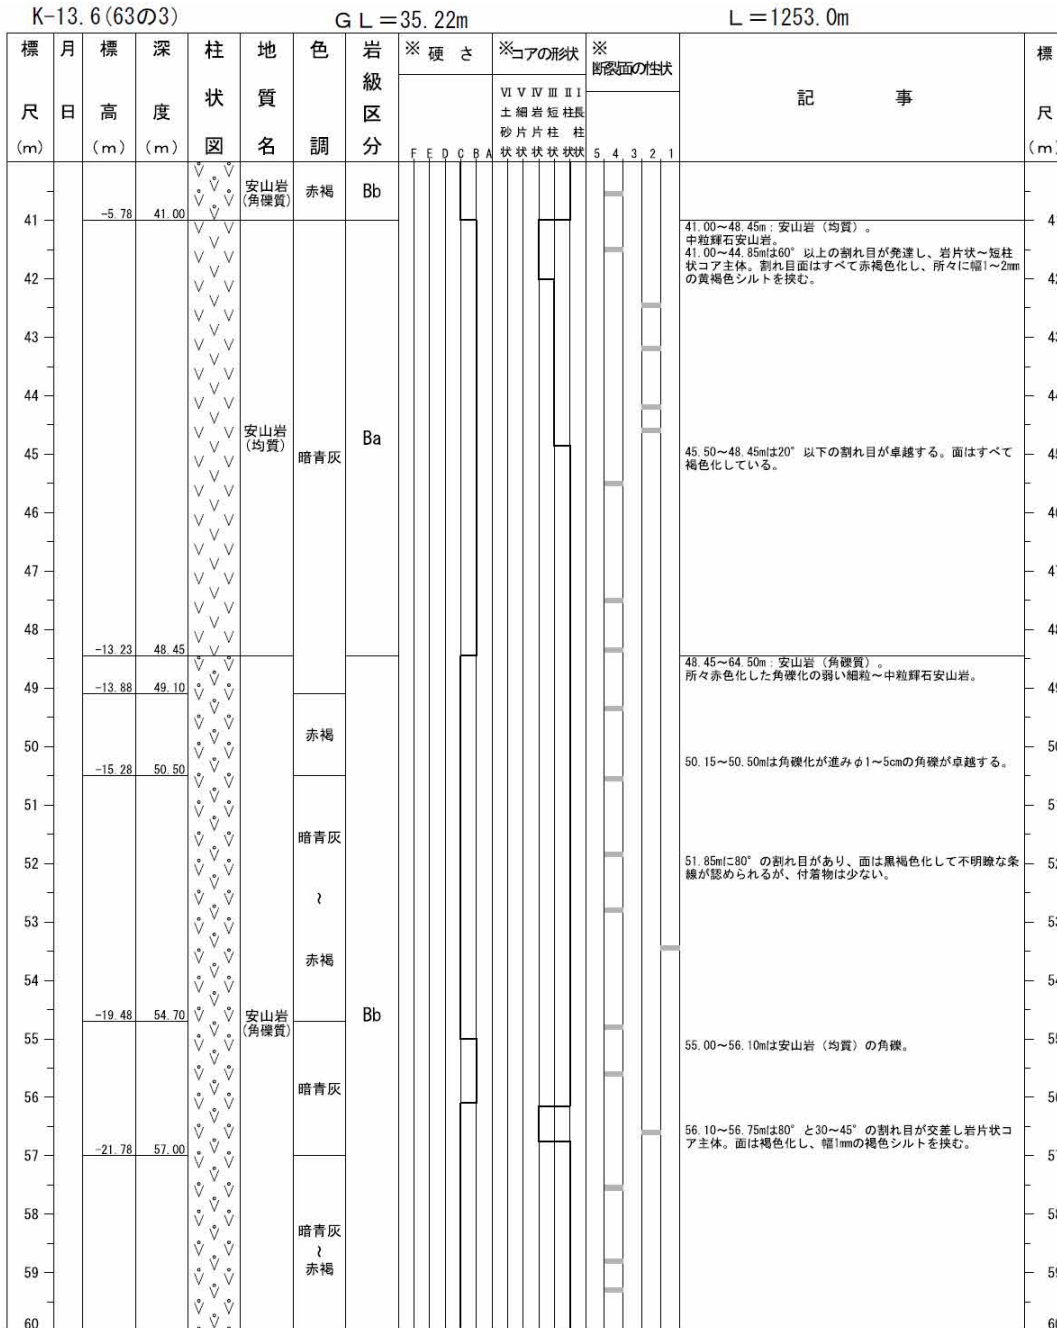 K-13.6(63の3)
GL=35.22m
L=1253.0m
標尺(m)
月日
標高(m)
深度(m)
柱状図
地質名
色調
岩級区分
※硬さ
※コアの形状
※断裂面の性状
記事
標尺(m)
F E D C B A
Ⅵ土砂状
Ⅴ細片状
Ⅳ岩片状
Ⅲ短柱状
Ⅱ柱状
Ⅰ長柱状
5 4 3 2 1
安山岩
(角礫質)
赤褐
Bb
-5.78 41.00
41
42
43
44
45
46
47
48
安山岩
(均質)
暗青灰
Ba
41.00~48.45m:安山岩(均質)。
中粒輝石安山岩。
41.00~44.85mは60°以上の割れ目が発達し、岩片状~短柱
状コア主体。割れ目面はすべて赤褐色化し、所々に幅1~2mm
の黄褐色シルトを挟む。
45.50~48.45mは20°以下の割れ目が卓越する。面はすべて
褐色化している。
-13.23 48.45
48.45~64.50m:安山岩(角礫質)。
所々赤色化した角礫化の弱い細粒~中粒輝石安山岩。
49
-13.88 49.10
赤褐
50
50.15~50.50mは角礫化が進みφ1~5cmの角礫が卓越する。
-15.28 50.50
51
暗青灰
~
赤褐
52
51.85mに80°の割れ目があり、面は黒褐色化して不明瞭な条
線が認められるが、付着物は少ない。
53
54
-19.48 54.70
安山岩
(角礫質)
Bb
55
55.00~56.10mは安山岩(均質)の角礫。
暗青灰
56
56.10~56.75mは80°と30~45°の割れ目が交差し岩片状コ
ア主体。面は褐色化し、幅1mmの褐色シルトを挟む。
-21.78 57.00
57
58
暗青灰
~
赤褐
59
60